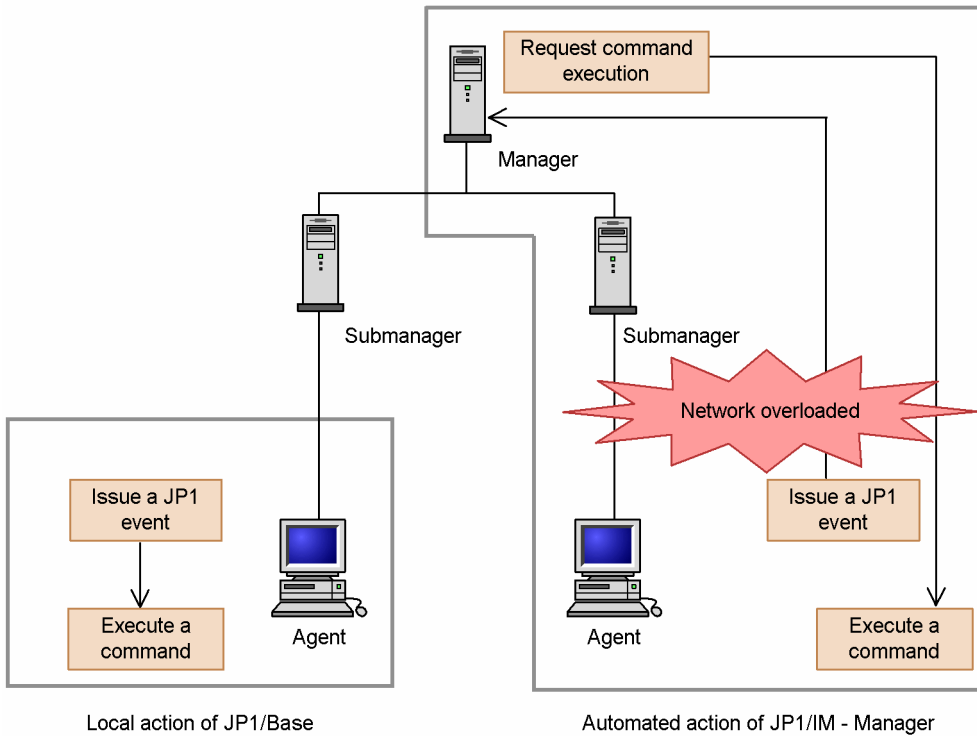 Request command
execution
Manager
Submanager
Submanager
Network overloaded
Issue a JP1
event
Issue a JP1
event
Execute a
command
Agent
Agent
Execute a
command
Local action of JP1/Base
Automated action of JP1/IM - Manager